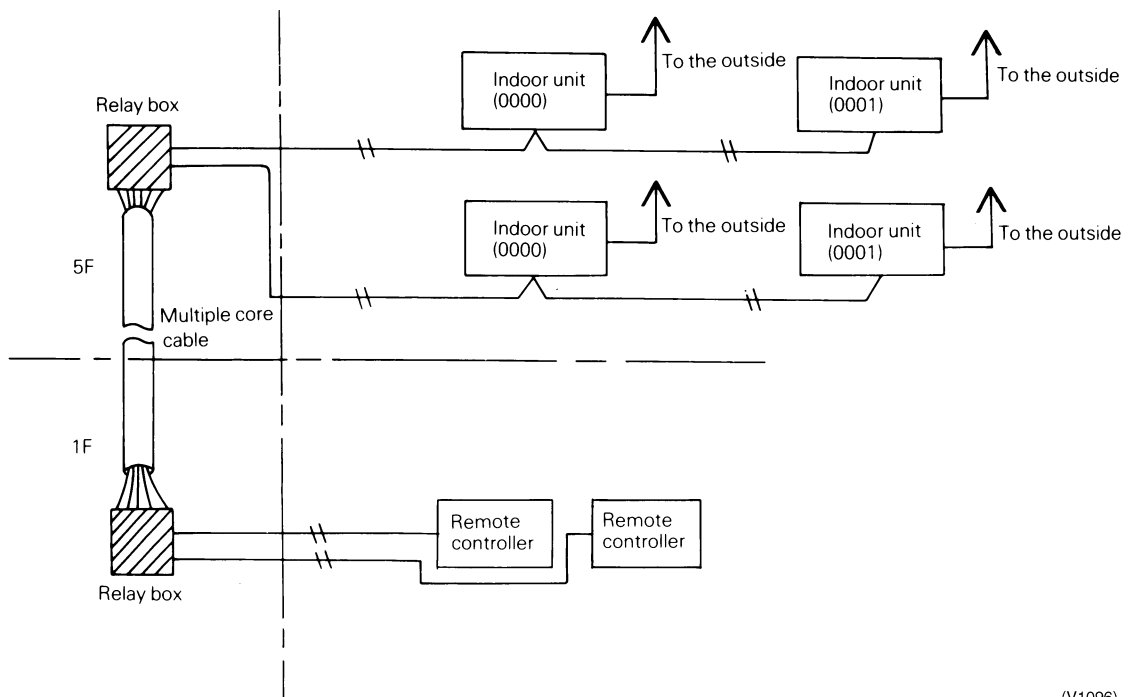 Relay box
Indoor unit
(0000)
To the outside
Indoor unit
(0001)
To the outside
Indoor unit
(0000)
To the outside
Indoor unit
(0001)
To the outside
5F
Multiple core
cable
1F
Remote
controller
Remote
controller
Relay box
(V1096)